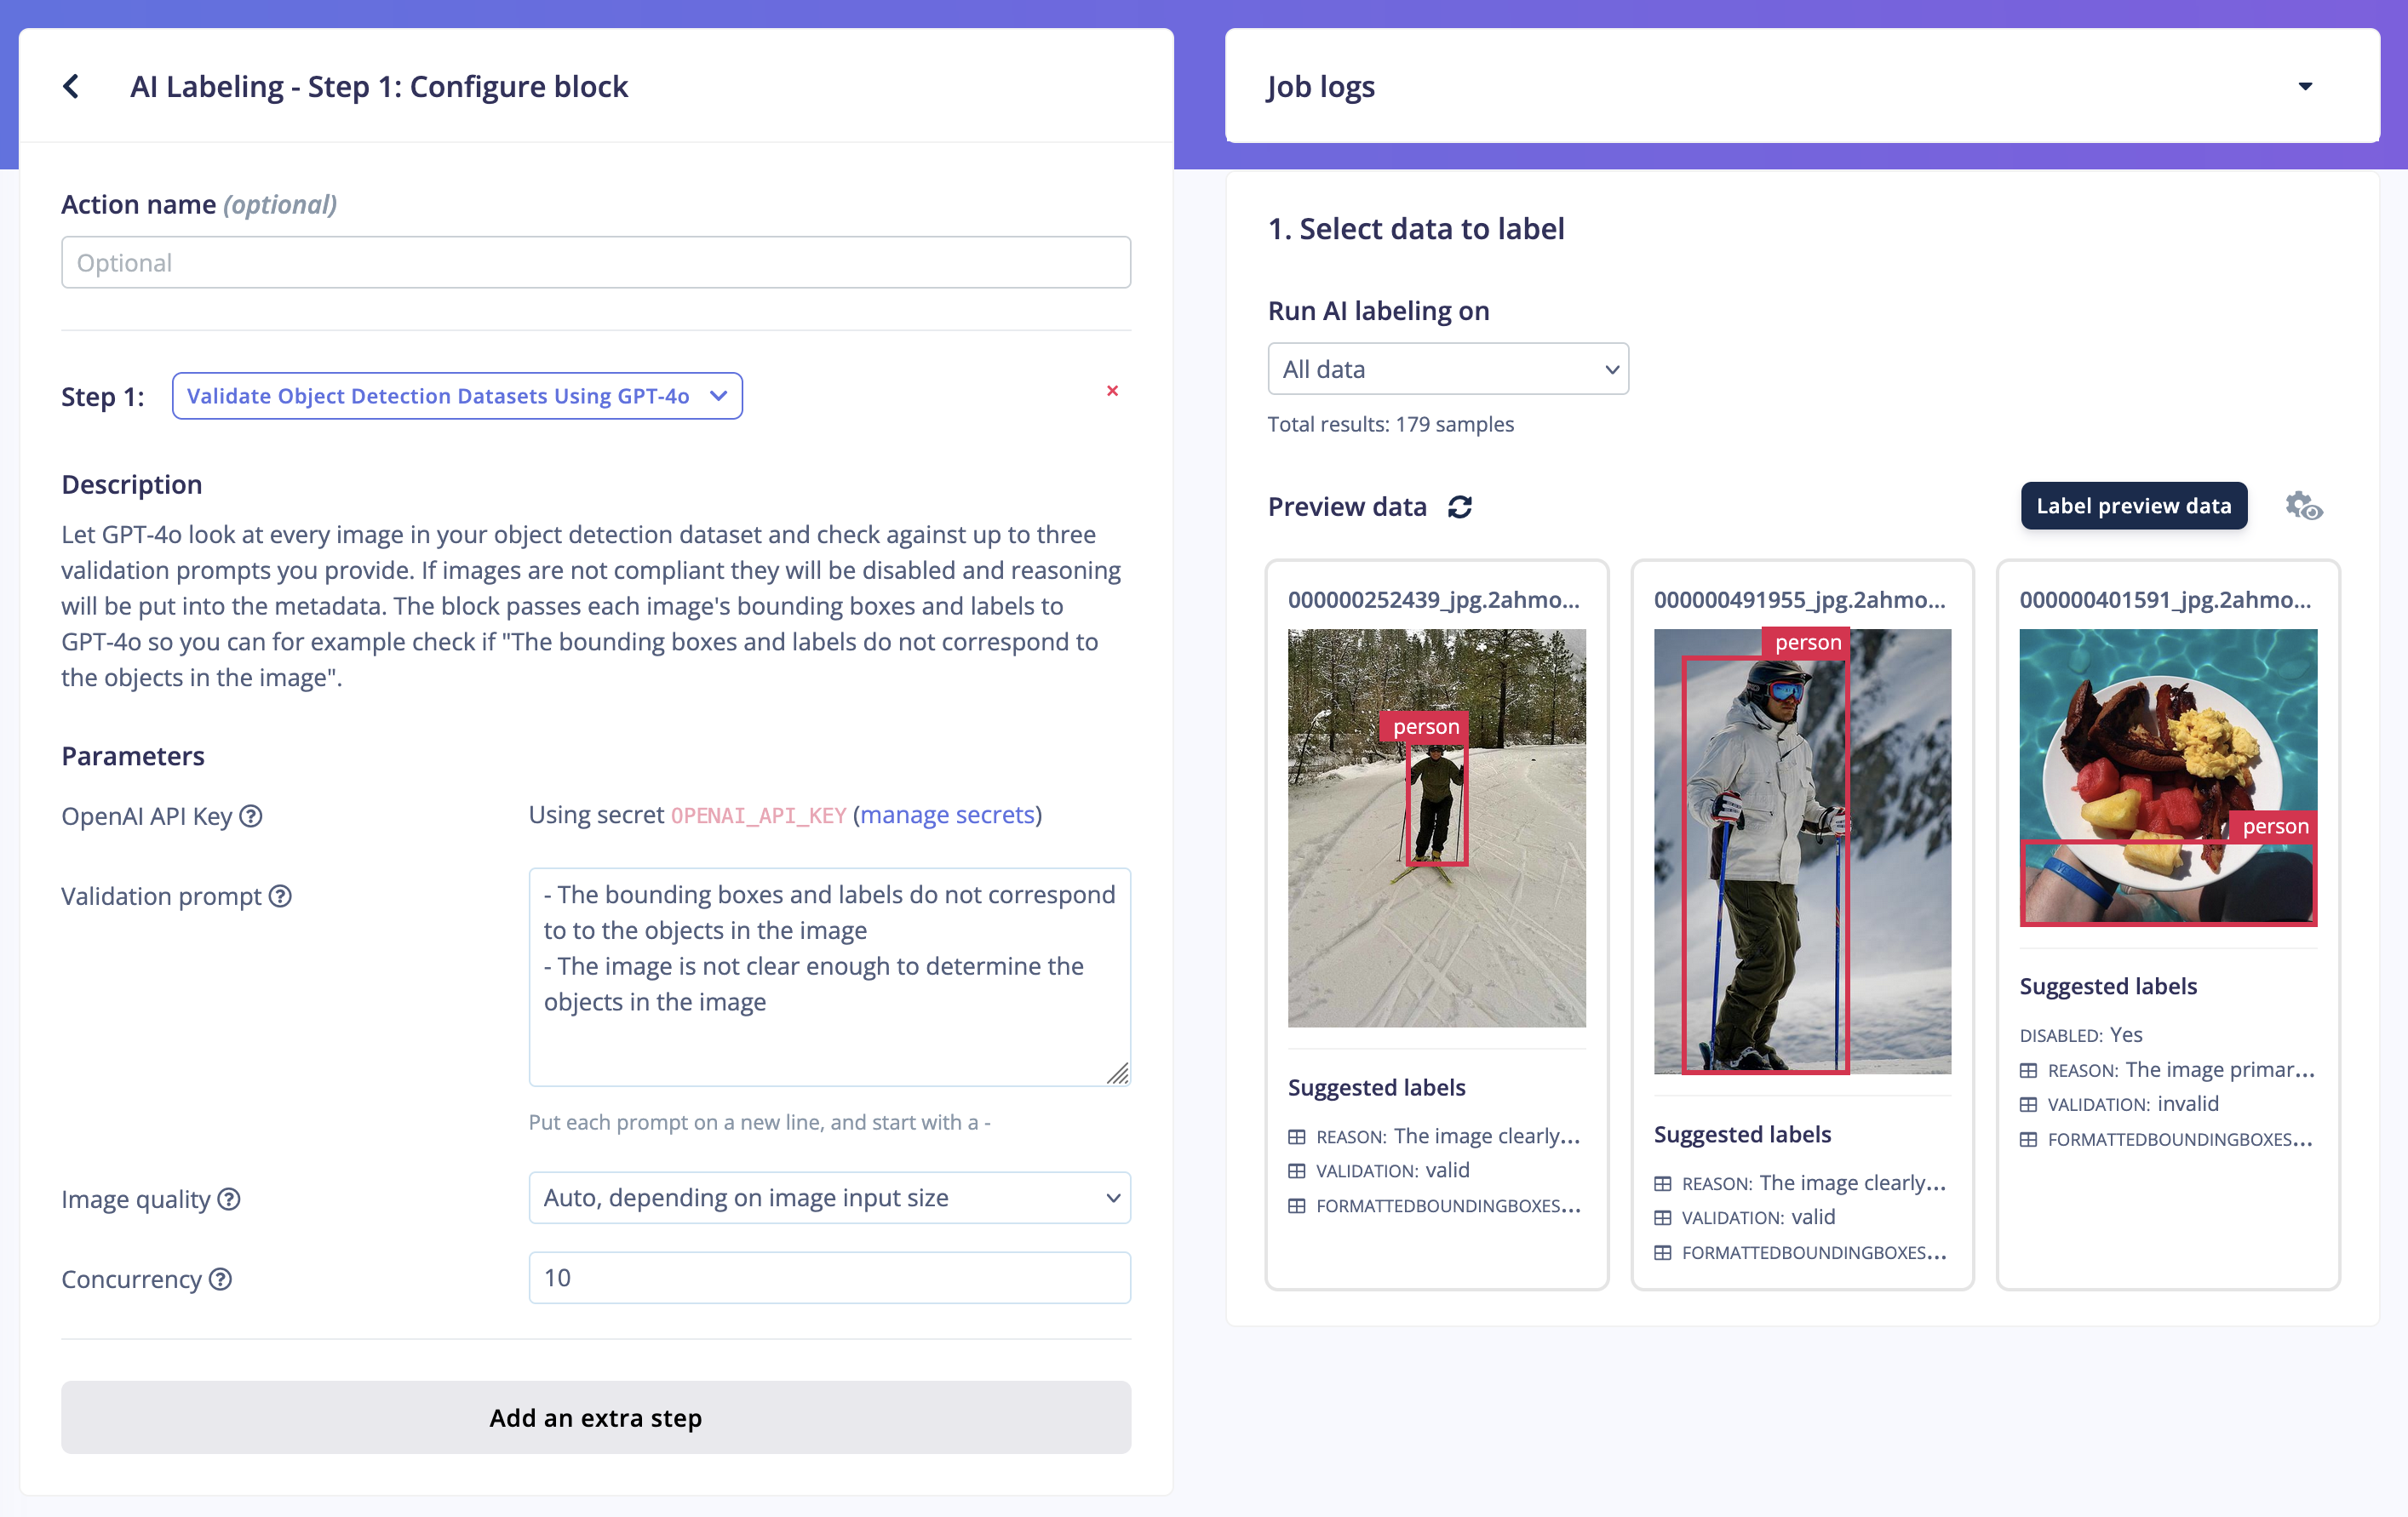 AI Labeling - Step 1: Configure block
Action name (optional)
Optional
Step 1:
Validate Object Detection Datasets Using GPT-4o
Description
Let GPT-4o look at every image in your object detection dataset and check against up to three
validation prompts you provide. If images are not compliant they will be disabled and reasoning
will be put into the metadata. The block passes each image's bounding boxes and labels to
GPT-4o so you can for example check if "The bounding boxes and labels do not correspond to
the objects in the image".
Parameters
OpenAI API Key ?
Using secret OPENAI_API_KEY (manage secrets)
Validation prompt ?
- The bounding boxes and labels do not correspond
to to the objects in the image
- The image is not clear enough to determine the
objects in the image
Put each prompt on a new line, and start with a -
Image quality ?
Auto, depending on image input size
Concurrency ?
10
Add an extra step
Job logs
1. Select data to label
Run AI labeling on
All data
Total results: 179 samples
Preview data
Label preview data
000000252439_jpg.2ahmo...
person
Suggested labels
REASON: The image clearly...
VALIDATION: valid
FORMATTEDBOUNDINGBOXES...
000000491955_jpg.2ahmo...
person
Suggested labels
REASON: The image clearly...
VALIDATION: valid
FORMATTEDBOUNDINGBOXES...
000000401591_jpg.2ahmo...
person
Suggested labels
DISABLED: Yes
REASON: The image primar...
VALIDATION: invalid
FORMATTEDBOUNDINGBOXES...